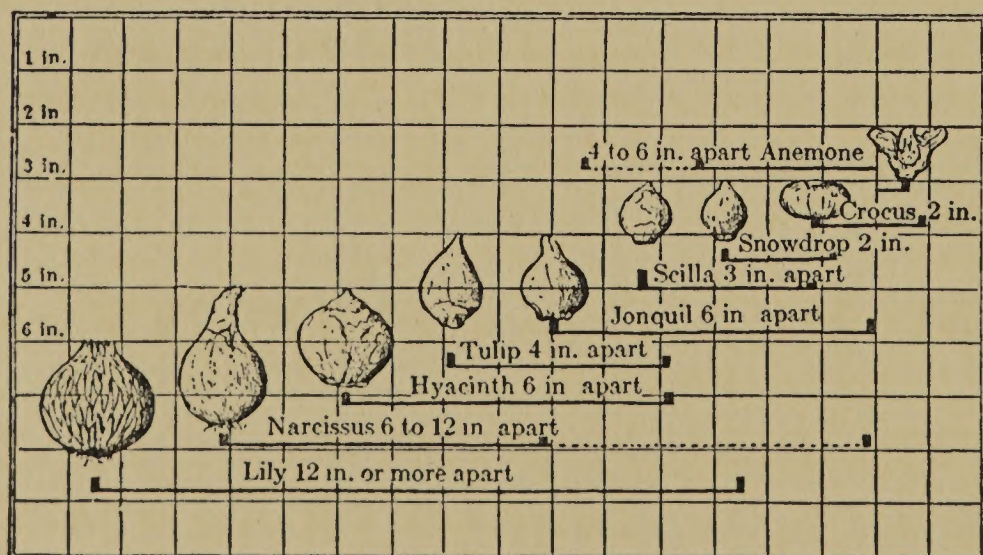 1 in.
2 in
3 in.
4 to 6 in. apart Anemone
4 in.
Crocus 2 in.
Snowdrop 2 in.
5 in.
Scilla 3 in. apart
6 in.
Jonquil 6 in apart
Tulip 4 in. apart
Hyacinth 6 in apart
Narcissus 6 to 12 in apart
Lily 12 in. or more apart